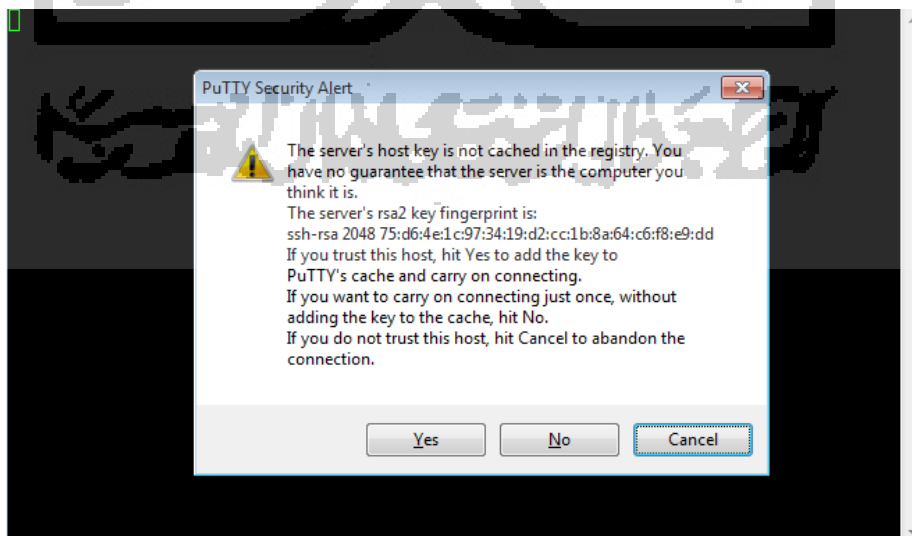 PuTTY Security Alert
The server's host key is not cached in the registry. You
have no guarantee that the server is the computer you
think it is.
The server's rsa2 key fingerprint is:
ssh-rsa 2048 75:d6:4e:1c:97:34:19:d2:cc:1b:8a:64:c6:f8:e9:dd
If you trust this host, hit Yes to add the key to
PuTTY's cache and carry on connecting.
If you want to carry on connecting just once, without
adding the key to the cache, hit No.
If you do not trust this host, hit Cancel to abandon the
connection.
Yes No Cancel